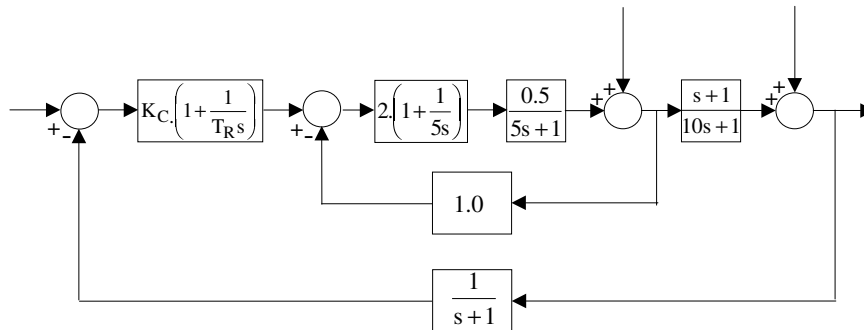 K_C.(1+1/(T_R s))
2.(1+1/(5s))
0.5/(5s+1)
(s+1)/(10s+1)
+
-
+
-
+
+
+
+
1.0
1/(s+1)